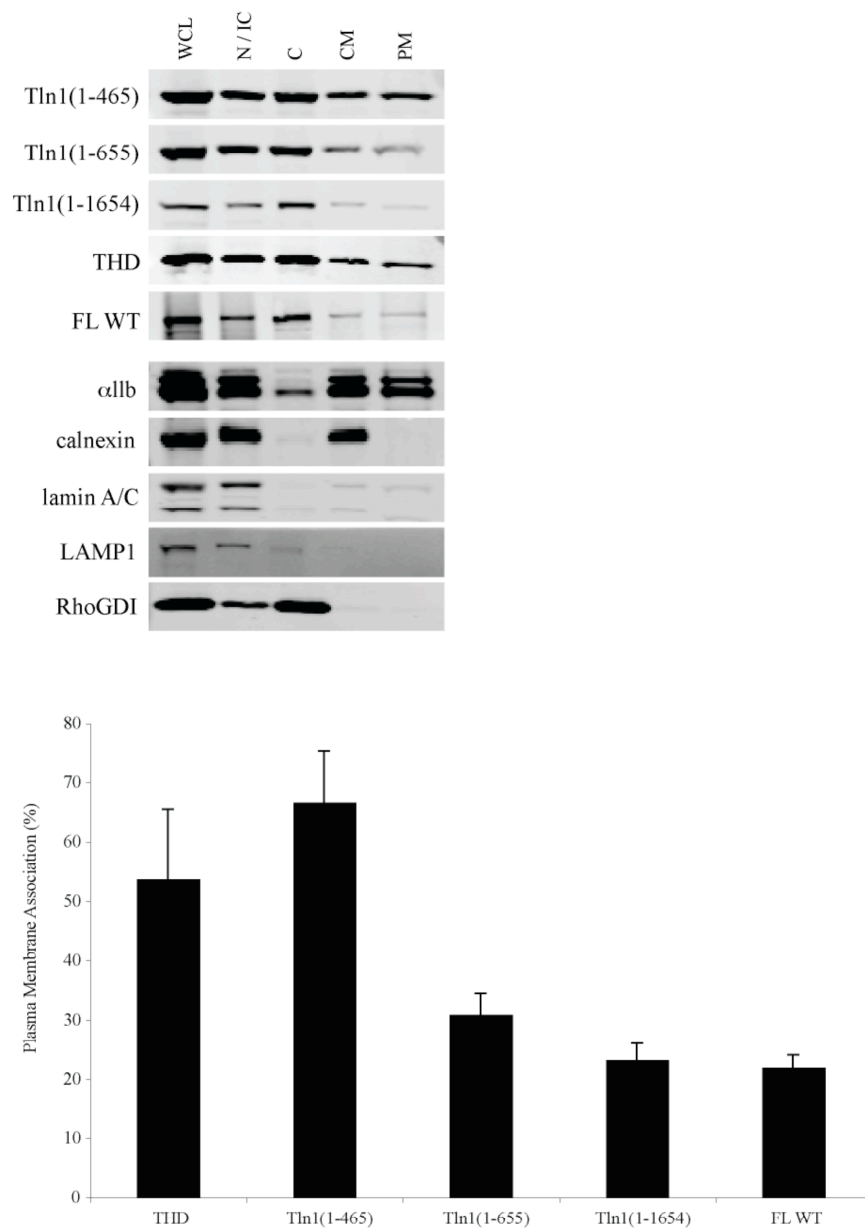 WCL N / IC C CM PM
Tln1(1-465)
Tln1(1-655)
Tln1(1-1654)
THD
FL WT
αllb
calnexin
lamin A/C
LAMP1
RhoGDI
80
70
60
50
40
30
20
10
0
Plasma Membrane Association (%)
THD Tln1(1-465) Tln1(1-655) Tln1(1-1654) FL WT